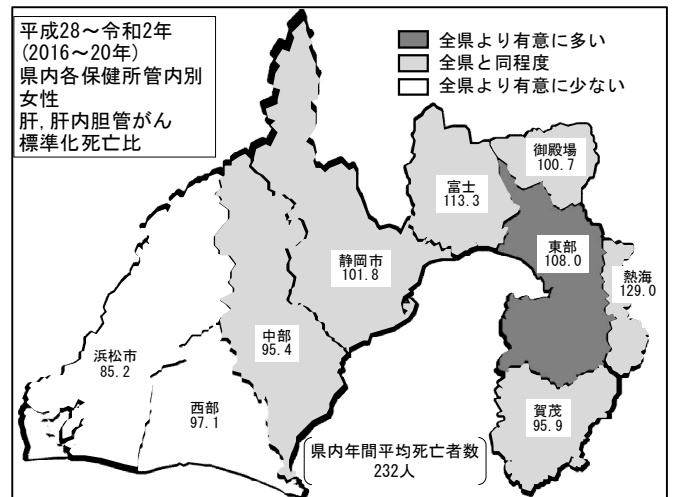 平成28～令和2年
(2016～20年)
県内各保健所管内別
女性
肝,肝内胆管がん
標準化死亡比
全県より有意に多い
全県と同程度
全県より有意に少ない
御殿場
100.7
富士
113.3
東部
108.0
熱海
129.0
静岡市
101.8
中部
95.4
浜松市
85.2
西部
97.1
賀茂
95.9
県内年間平均死亡者数
232人